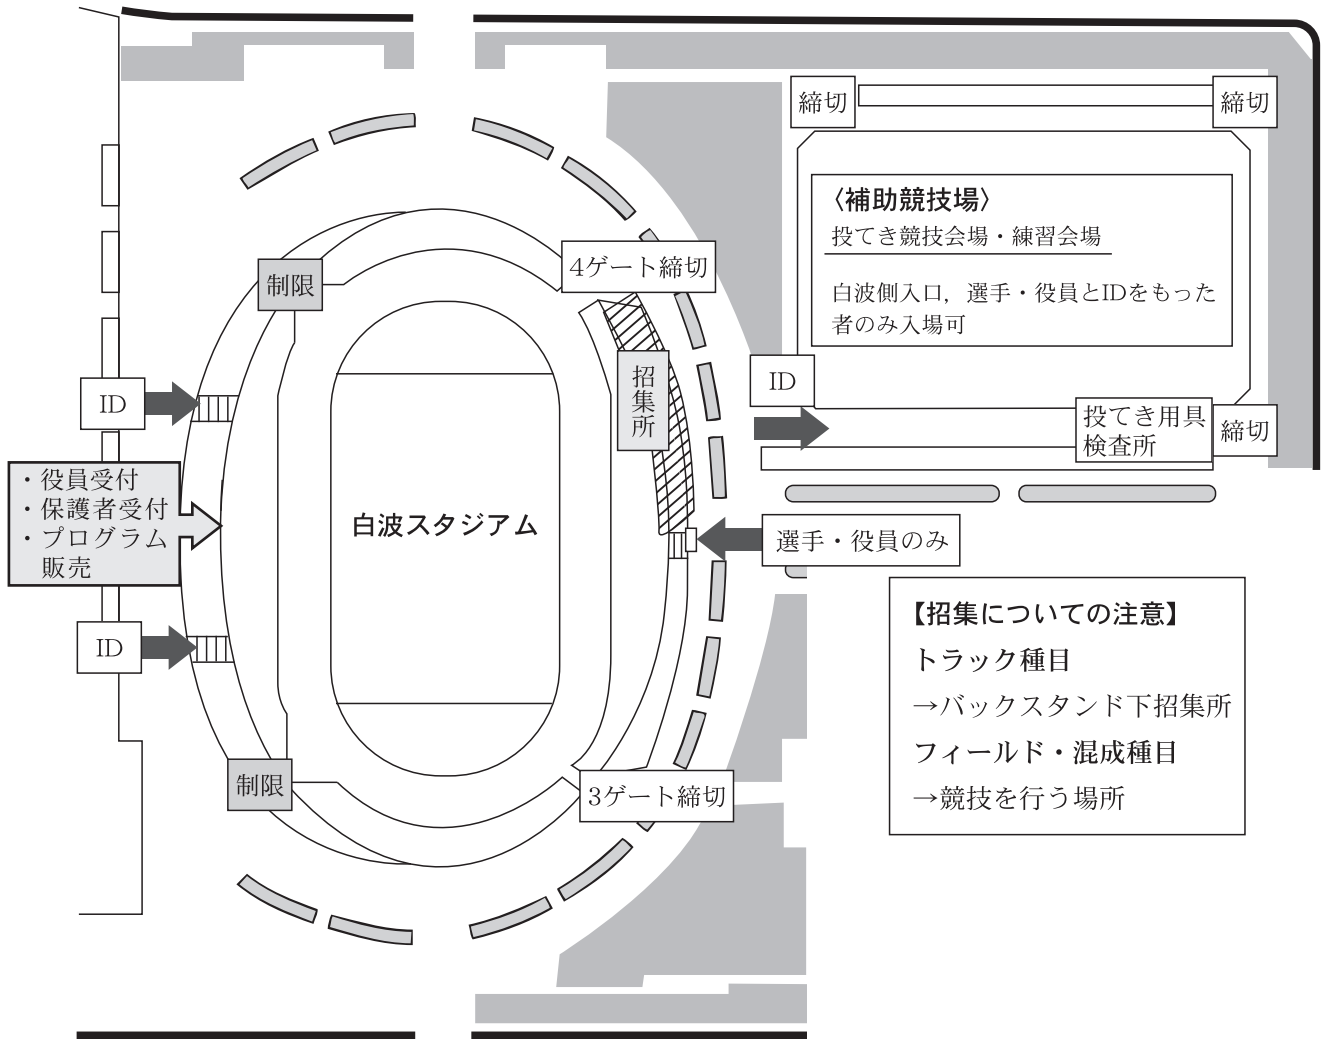 締切
締切
〈補助競技場〉
投てき競技会場・練習会場
白波側入口，選手・役員とIDをもった
者のみ入場可
4ゲート締切
制限
ID
招集所
ID
投てき用具
検査所
締切
・役員受付
・保護者受付
・プログラム
販売
白波スタジアム
選手・役員のみ
ID
【招集についての注意】
トラック種目
→バックスタンド下招集所
フィールド・混成種目
→競技を行う場所
制限
3ゲート締切